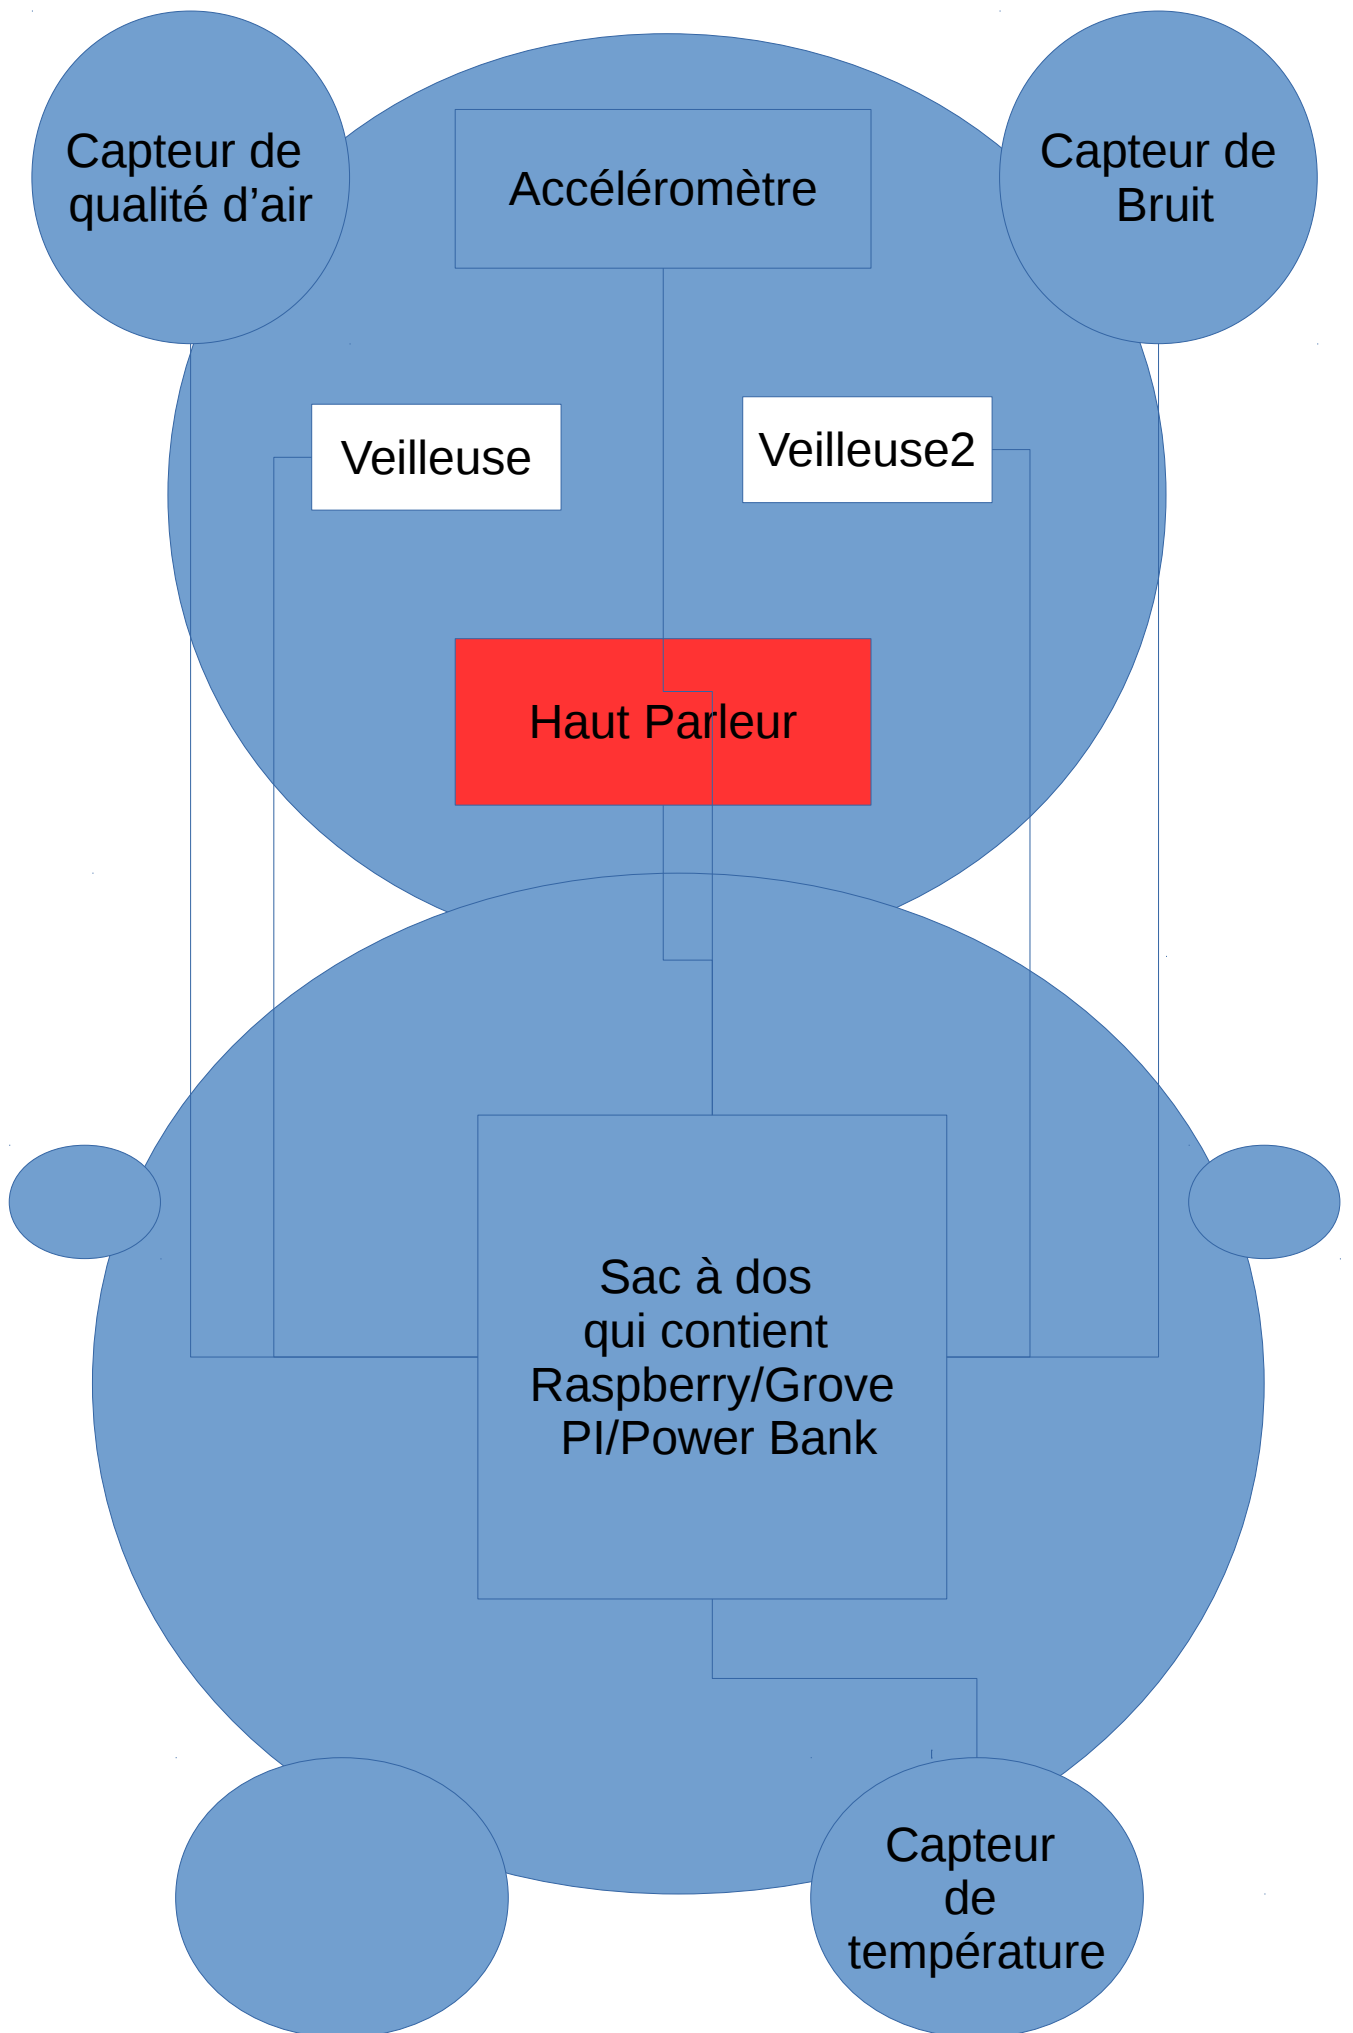 Capteur de
qualité d’air
Accéléromètre
Capteur de
Bruit
Veilleuse
Veilleuse2
Haut Parleur
Sac à dos
qui contient
Raspberry/Grove
PI/Power Bank
Capteur
de
température